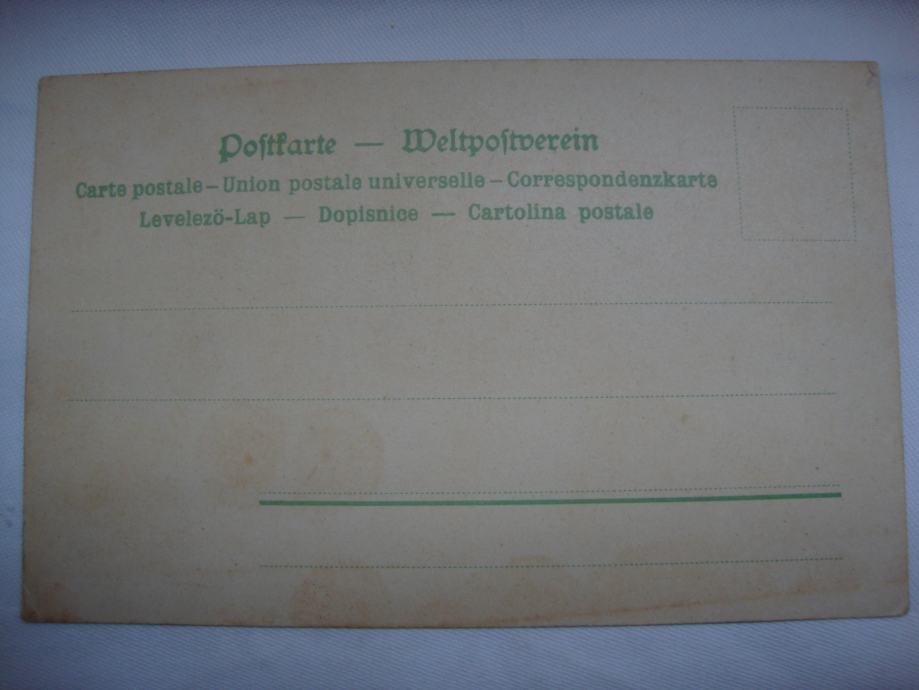 Postkarte — Weltpostverein
Carte postale – Union postale universelle – Correspondenzkarte
Levelező-Lap — Dopisnice — Cartolina postale